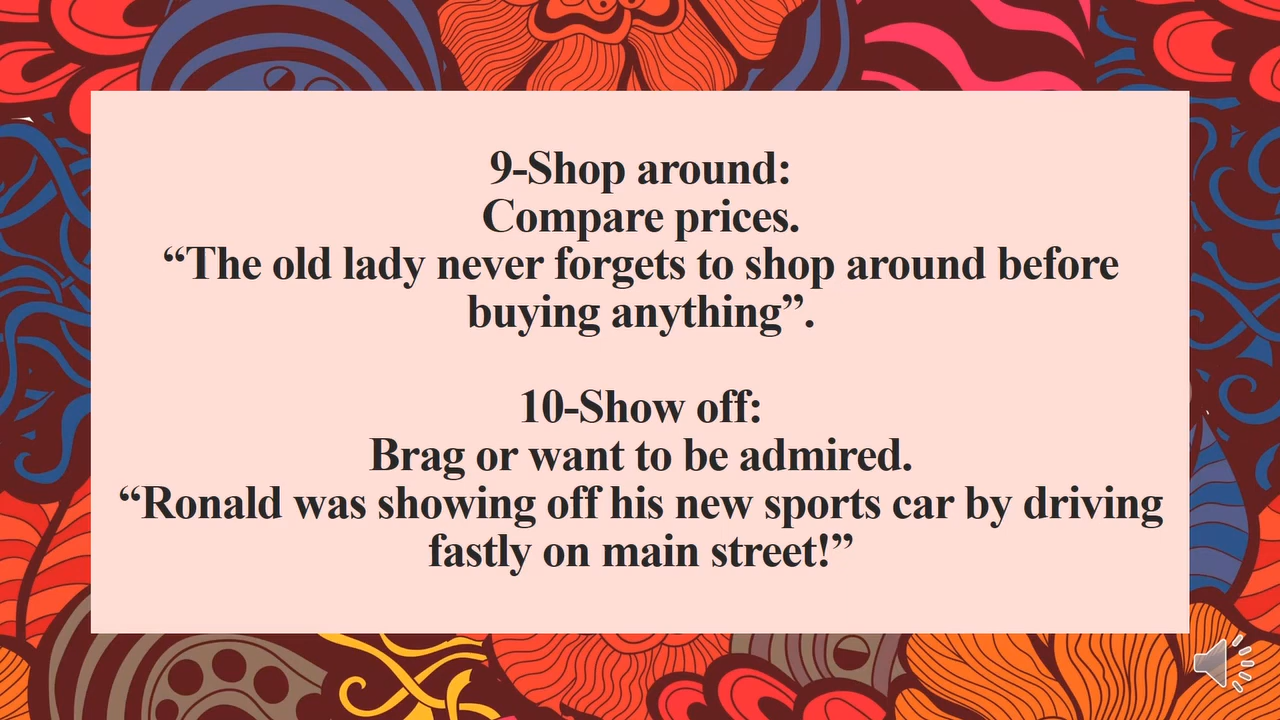 9-Shop around:
Compare prices.
“The old lady never forgets to shop around before
buying anything”.
10-Show off:
Brag or want to be admired.
“Ronald was showing off his new sports car by driving
fastly on main street!”